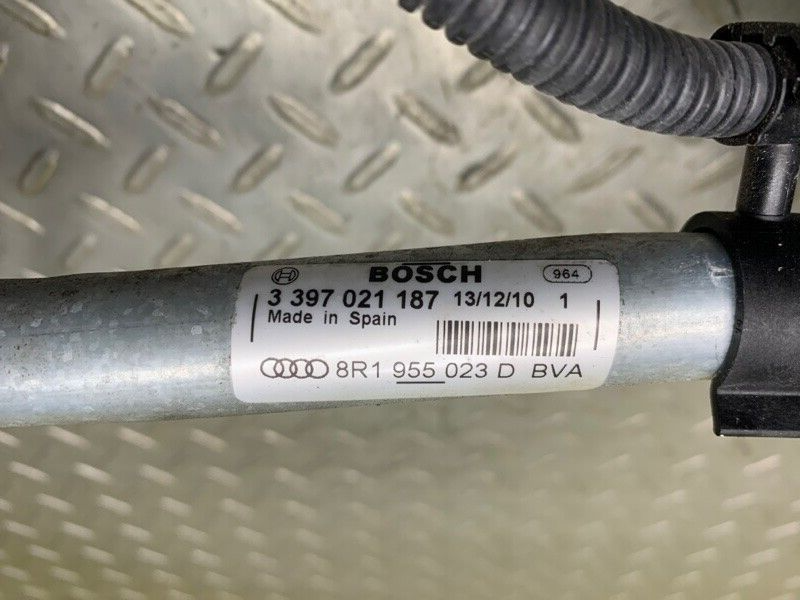 BOSCH 964
3 397 021 187 13/12/10 1
Made in Spain
8R1 955 023 D BVA